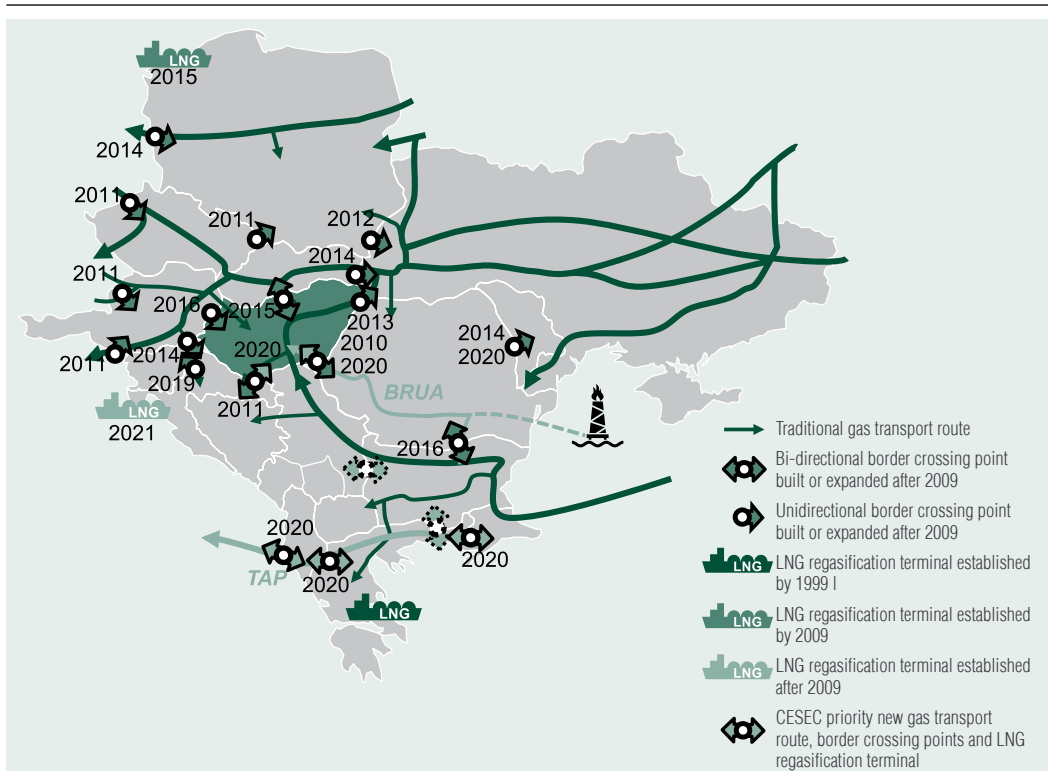 LNG
2015
2014
2011
2011
2012
2014
2011
2016
2015
2013
2010
2020
2014
2020
2014
2020
2011
2019
2011
BRUA
LNG
2021
2016
2020
TAP
2020
2020
LNG
Traditional gas transport route
Bi-directional border crossing point
built or expanded after 2009
Unidirectional border crossing point
built or expanded after 2009
LNG
LNG regasification terminal established
by 1999 I
LNG
LNG regasification terminal established
by 2009
LNG
LNG regasification terminal established
after 2009
CESEC priority new gas transport
route, border crossing points and LNG
regasification terminal